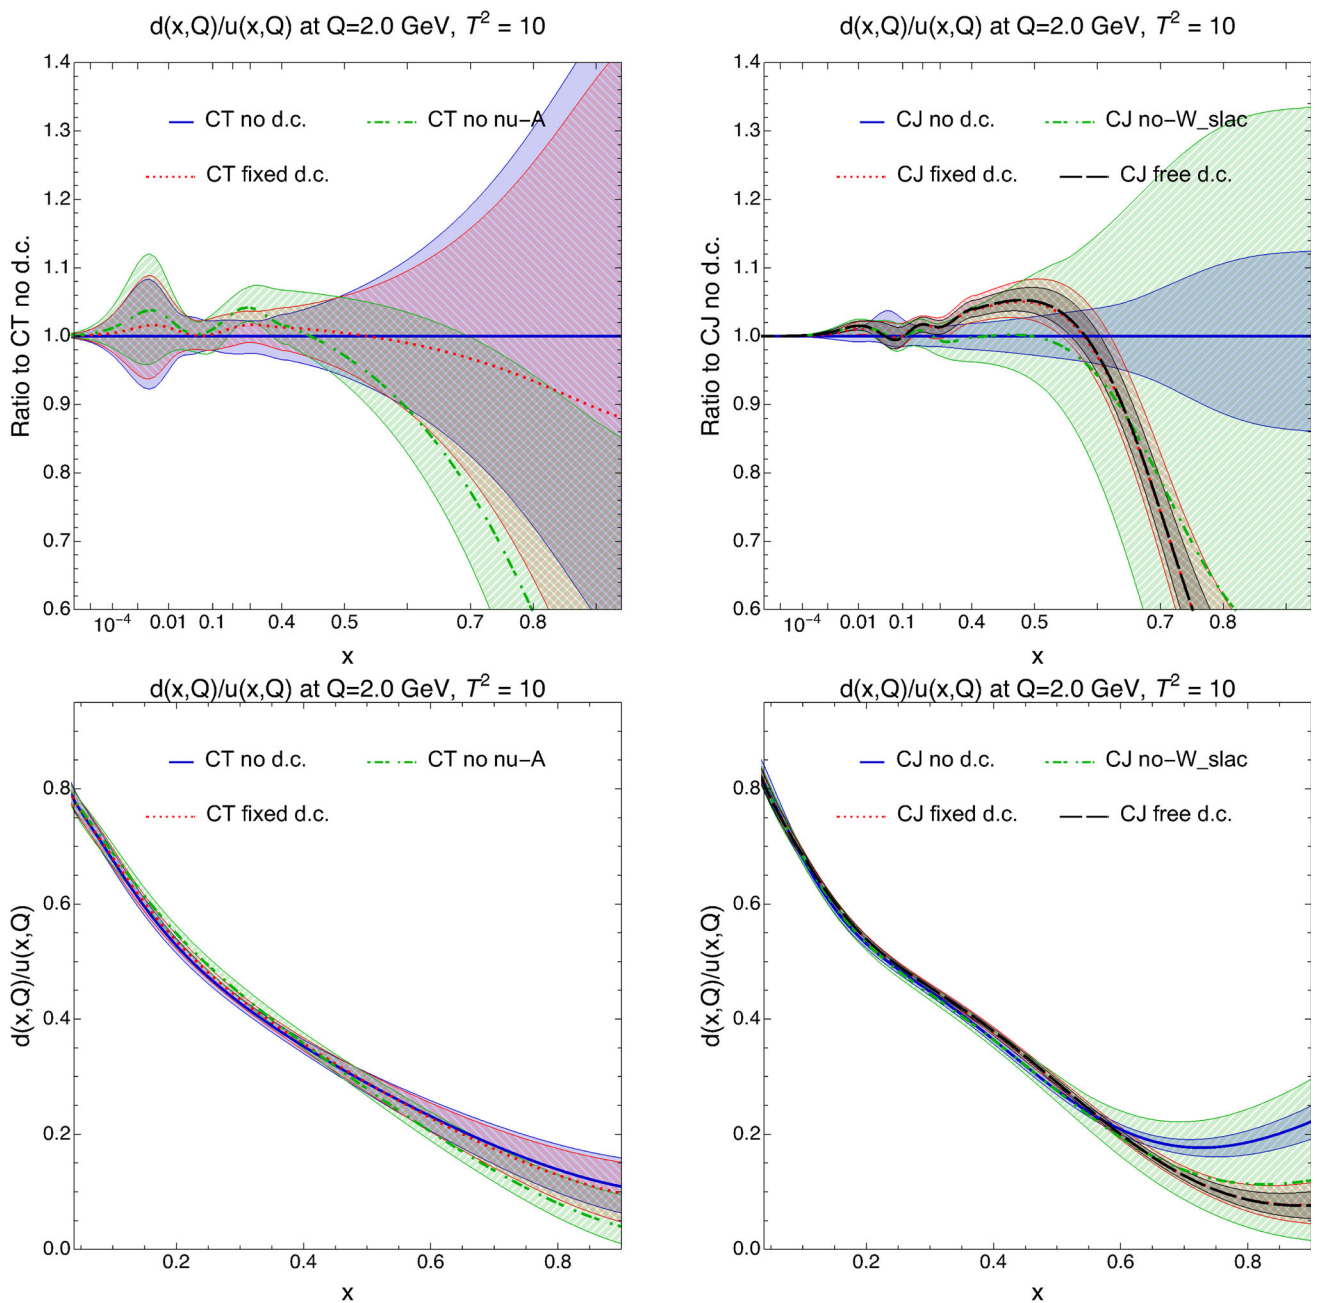 d(x,Q)/u(x,Q) at Q=2.0 GeV, T² = 10
CT no d.c. CT no nu-A
CT fixed d.c.
Ratio to CT no d.c.
1.4
1.3
1.2
1.1
1.0
0.9
0.8
0.7
0.6
10⁻⁴ 0.01 0.1 0.4 0.5 0.7 0.8
x
d(x,Q)/u(x,Q) at Q=2.0 GeV, T² = 10
CJ no d.c. CJ no-W_slac
CJ fixed d.c. CJ free d.c.
Ratio to CJ no d.c.
1.4
1.3
1.2
1.1
1.0
0.9
0.8
0.7
0.6
10⁻⁴ 0.01 0.1 0.4 0.5 0.7 0.8
x
d(x,Q)/u(x,Q) at Q=2.0 GeV, T² = 10
CT no d.c. CT no nu-A
CT fixed d.c.
d(x,Q)/u(x,Q)
0.8
0.6
0.4
0.2
0.0
0.2 0.4 0.6 0.8
x
d(x,Q)/u(x,Q) at Q=2.0 GeV, T² = 10
CJ no d.c. CJ no-W_slac
CJ fixed d.c. CJ free d.c.
d(x,Q)/u(x,Q)
0.8
0.6
0.4
0.2
0.0
0.2 0.4 0.6 0.8
x